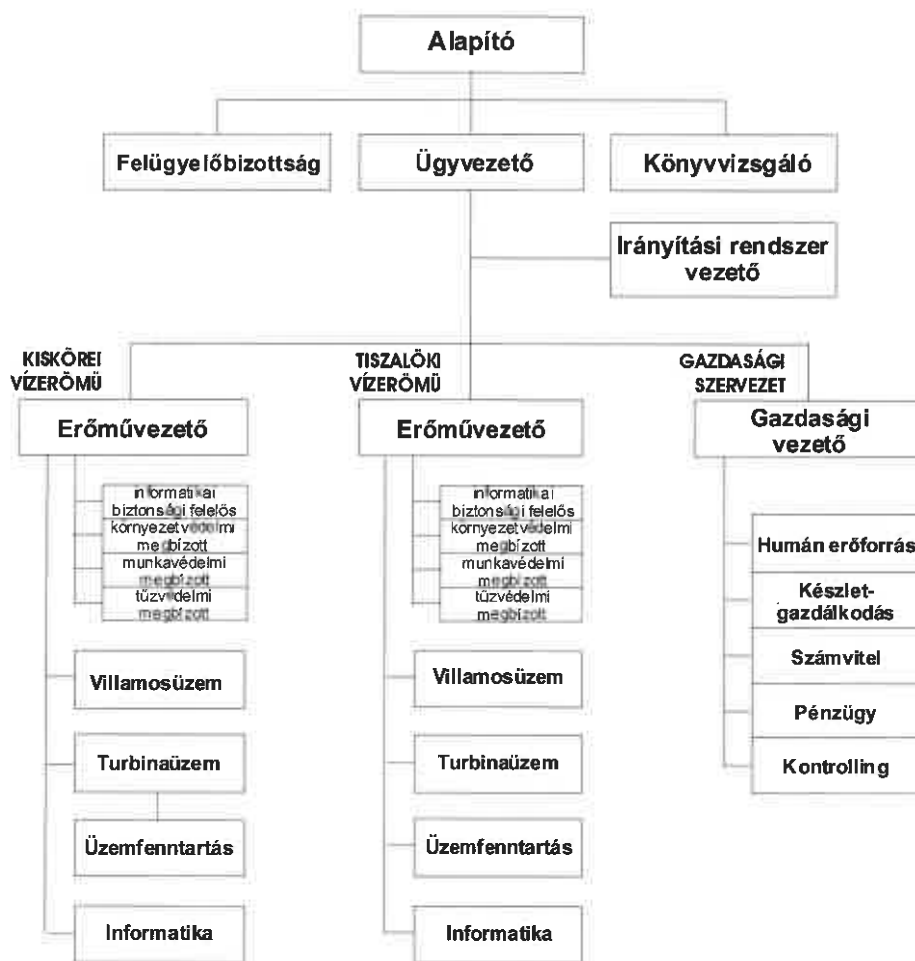 Alapító
Felügyelőbizottság
Ügyvezető
Könyvvizsgáló
Irányítási rendszer
vezető
KISKÖREI
VÍZERÖMÜ
Erőművezető
informatikai
biztonsági felelős
környezetvédelmi
megbízott
munkavédelmi
megbízott
tűzvédelmi
megbízott
Villamosüzem
Turbinaüzem
Üzemfenntartás
Informatika
TISZALÖKI
VÍZERÖMÜ
Erőművezető
informatikai
biztonsági felelős
környezetvédelmi
megbízott
munkavédelmi
megbízott
tűzvédelmi
megbízott
Villamosüzem
Turbinaüzem
Üzemfenntartás
Informatika
GAZDASÁGI
SZERVEZET
Gazdasági
vezető
Humán erőforrás
Készlet-
gazdálkodás
Számvitel
Pénzügy
Kontrolling